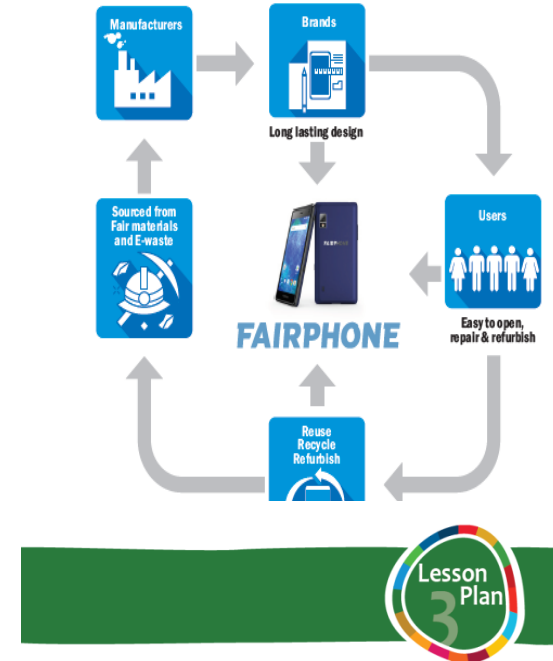 Manufacturers
Brands
Long lasting design
Sourced from
Fair materials
and E-waste
Users
FAIRPHONE
FAIRPHONE
Easy to open,
repair & refurbish
Reuse
Recycle
Refurbish
Lesson
Plan
3